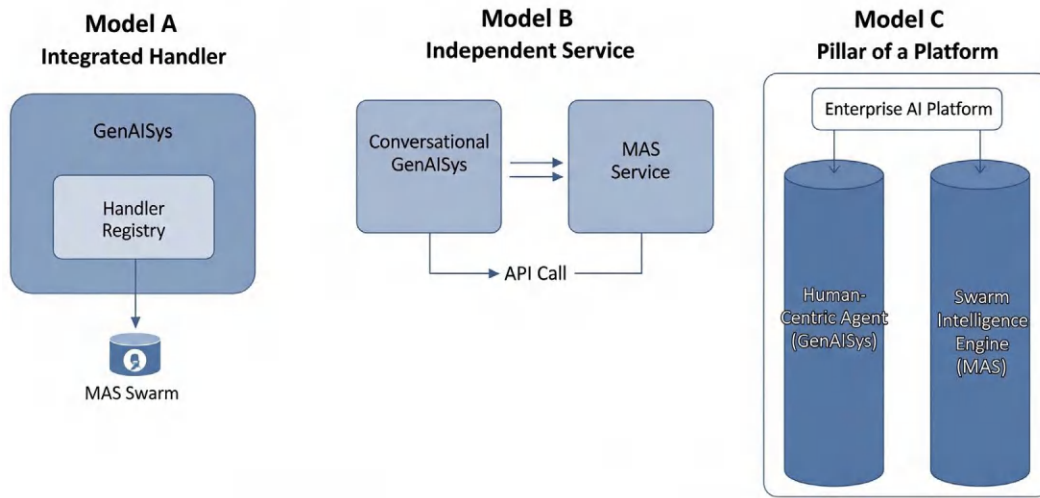 Model A
Integrated Handler
GenAISys
Handler
Registry
MAS Swarm
Model B
Independent Service
Conversational
GenAISys
MAS
Service
API Call
Model C
Pillar of a Platform
Enterprise AI Platform
Human-
Centric Agent
(GenAISys)
Swarm
Intelligence
Engine
(MAS)